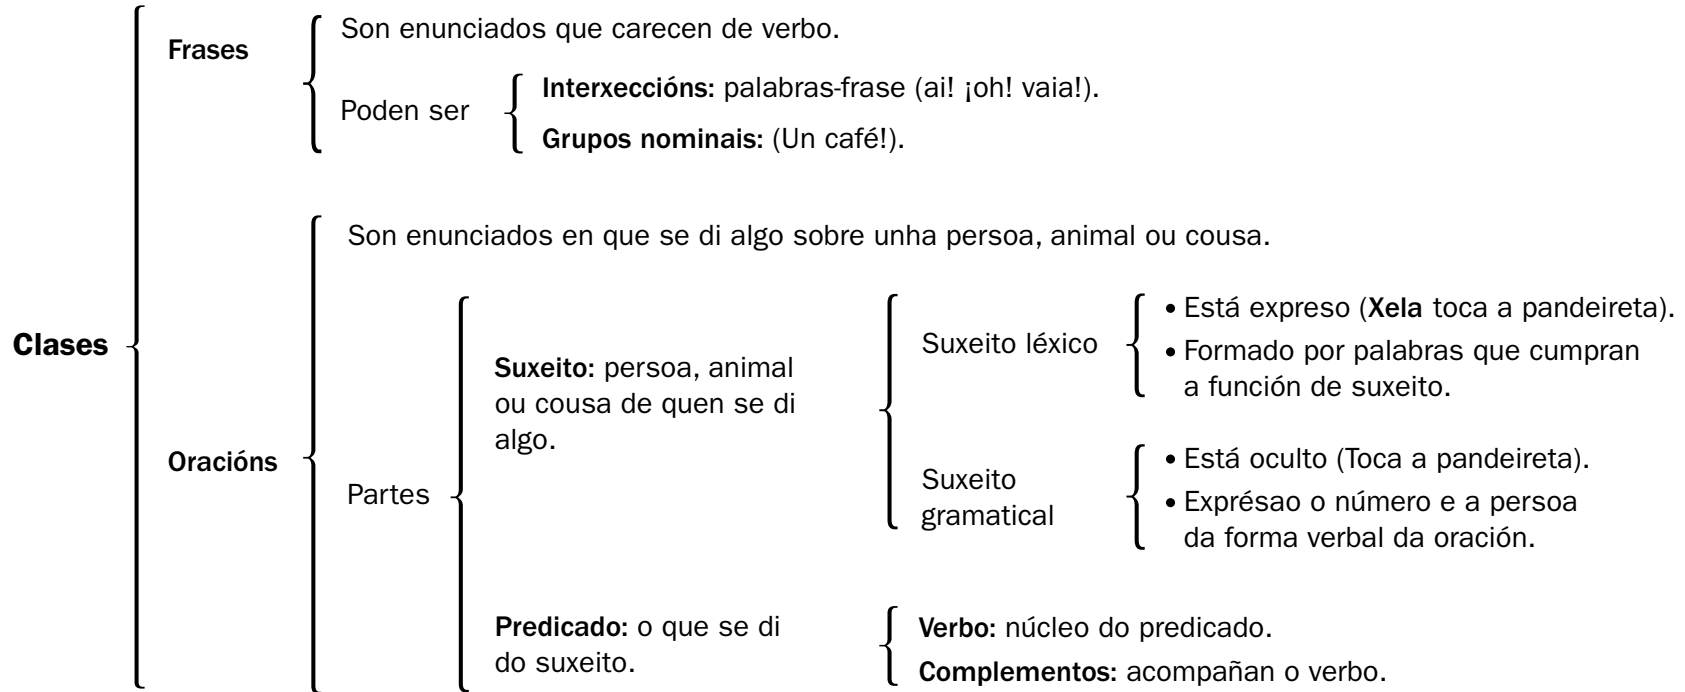 Clases
Frases
Son enunciados que carecen de verbo.
Poden ser
Interxeccións: palabras-frase (ai! ¡oh! vaia!).
Grupos nominais: (Un café!).
Oracións
Son enunciados en que se di algo sobre unha persoa, animal ou cousa.
Partes
Suxeito: persoa, animal
ou cousa de quen se di
algo.
Suxeito léxico
• Está expreso (Xela toca a pandeireta).
• Formado por palabras que cumpran
a función de suxeito.
Suxeito
gramatical
• Está oculto (Toca a pandeireta).
• Exprésao o número e a persoa
da forma verbal da oración.
Predicado: o que se di
do suxeito.
Verbo: núcleo do predicado.
Complementos: acompañan o verbo.